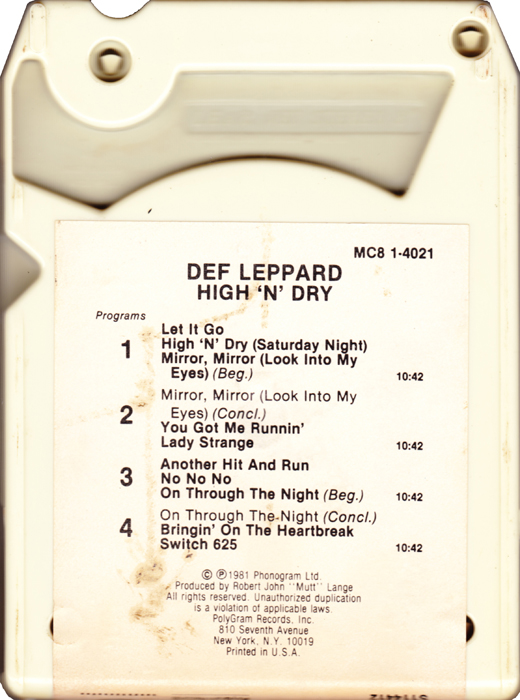 MC8 1-4021
DEF LEPPARD
HIGH 'N' DRY
Programs
1
Let It Go
High 'N' Dry (Saturday Night)
Mirror, Mirror (Look Into My
Eyes) (Beg.) 10:42
2
Mirror, Mirror (Look Into My
Eyes) (Concl.)
You Got Me Runnin'
Lady Strange 10:42
3
Another Hit And Run
No No No
On Through The Night (Beg.) 10:42
4
On Through The Night (Concl.)
Bringin' On The Heartbreak
Switch 625 10:42
© ℗ 1981 Phonogram Ltd.
Produced by Robert John "Mutt" Lange
All rights reserved. Unauthorized duplication
is a violation of applicable laws.
PolyGram Records, Inc.
810 Seventh Avenue
New York, N.Y. 10019
Printed in U.S.A.